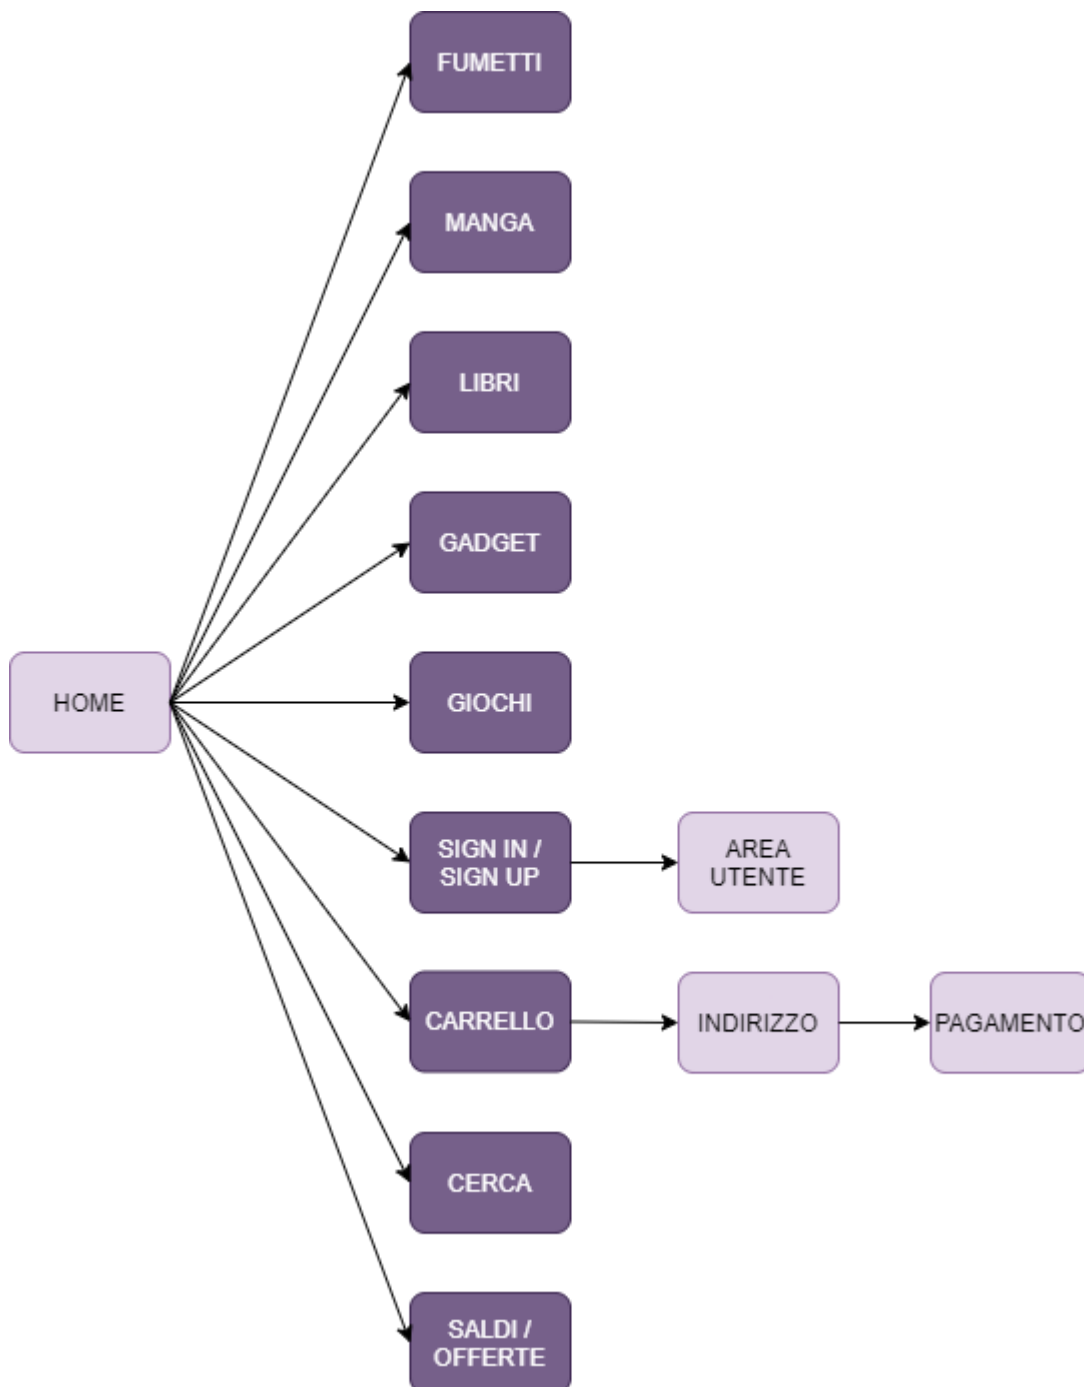 FUMETTI
MANGA
LIBRI
GADGET
HOME
GIOCHI
SIGN IN /
SIGN UP
AREA
UTENTE
CARRELLO
INDIRIZZO
PAGAMENTO
CERCA
SALDI /
OFFERTE